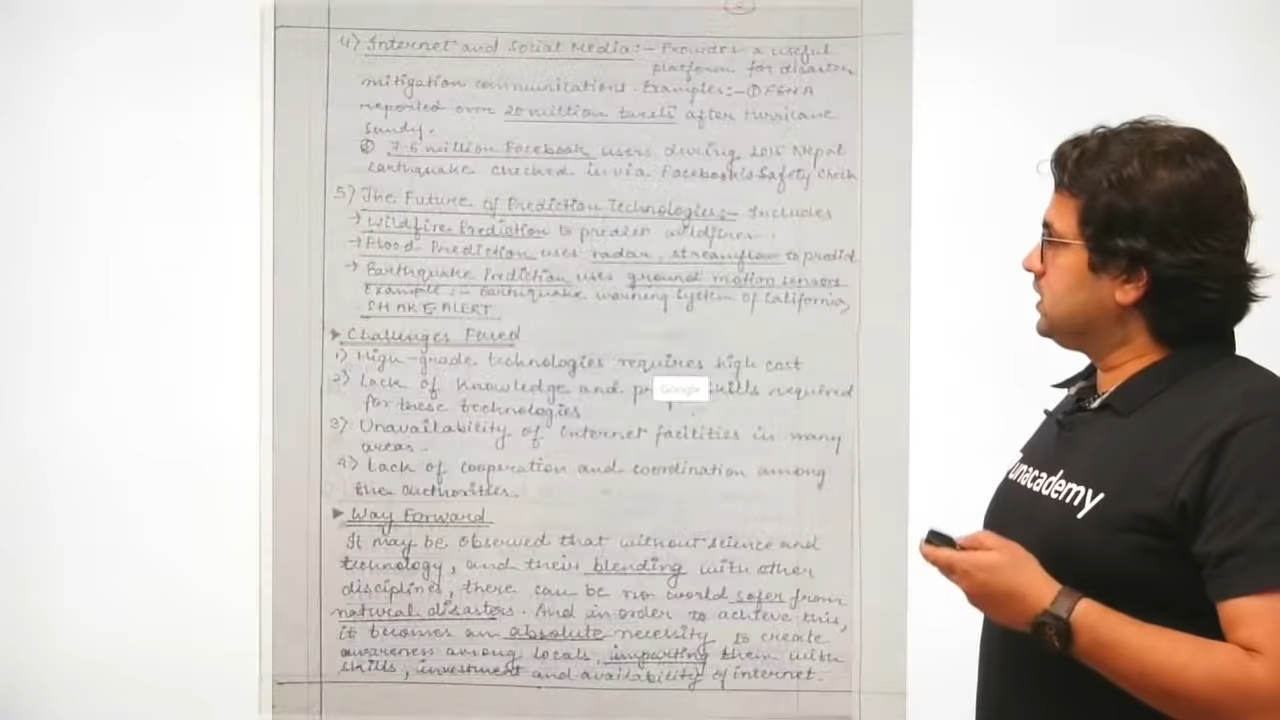 4) Internet and Social Media:- Provides a useful
platform for disaster
mitigation communications. Examples:- ① FEMA
reported over 20 million tweets after Hurricane
Sandy.
② 7.5 million Facebook users during 2015 Nepal
Earthquake checked in via Facebook's Safety Check
5) The Future of Prediction Technologies:- Includes
→ Wildfire Prediction to predict wildfires.
→ Flood Prediction uses radar, streamflow to predict
→ Earthquake Prediction uses ground motion sensors
Example:- Earthquake warning System of California,
SHAKE ALERT
➤ Challenges Faced
1) High-grade technologies requires high cost
2) Lack of knowledge and skills required
Google
for these technologies
3) Unavailability of Internet facilities in many
areas.
4) Lack of cooperation and coordination among
the authorities.
➤ Way Forward
It may be observed that without science and
technology, and their blending with other
disciplines, there can be no world safer from
natural disasters. And in order to achieve this,
it becomes an absolute necessity to create
awareness among locals, imparting them with
skills, investment and availability of internet.
unacademy